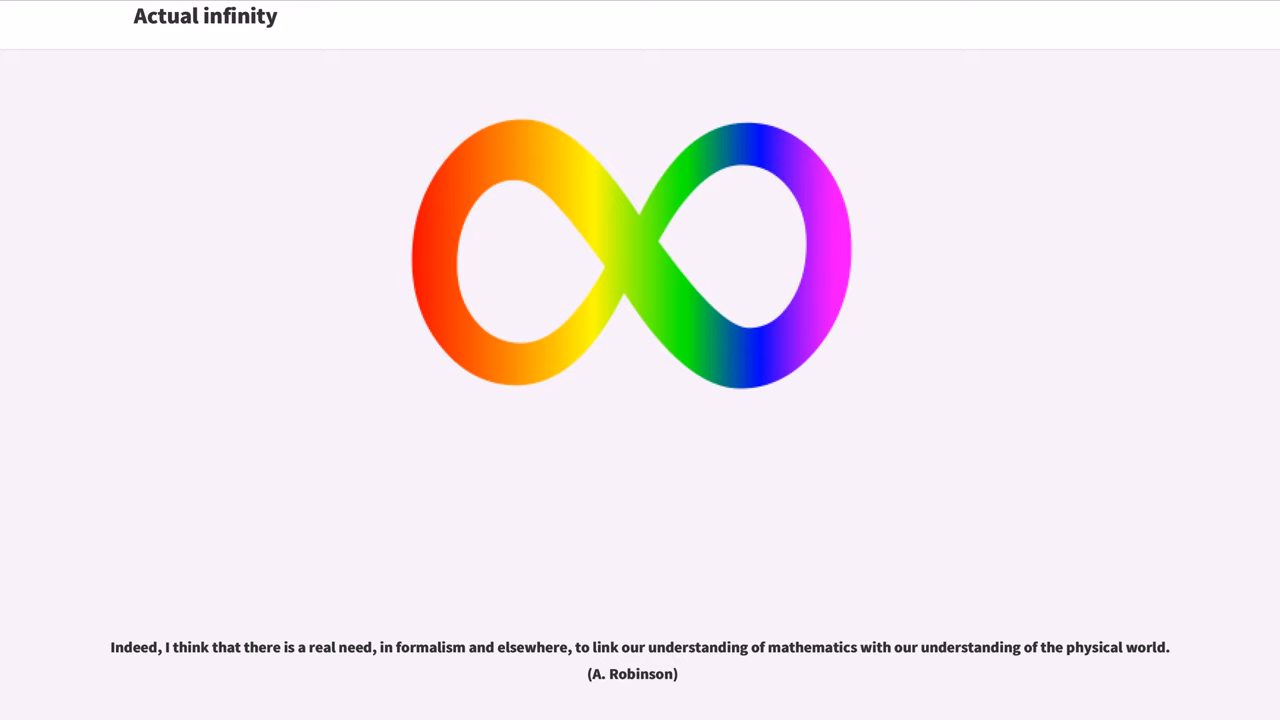 Actual infinity
Indeed, I think that there is a real need, in formalism and elsewhere, to link our understanding of mathematics with our understanding of the physical world.
(A. Robinson)